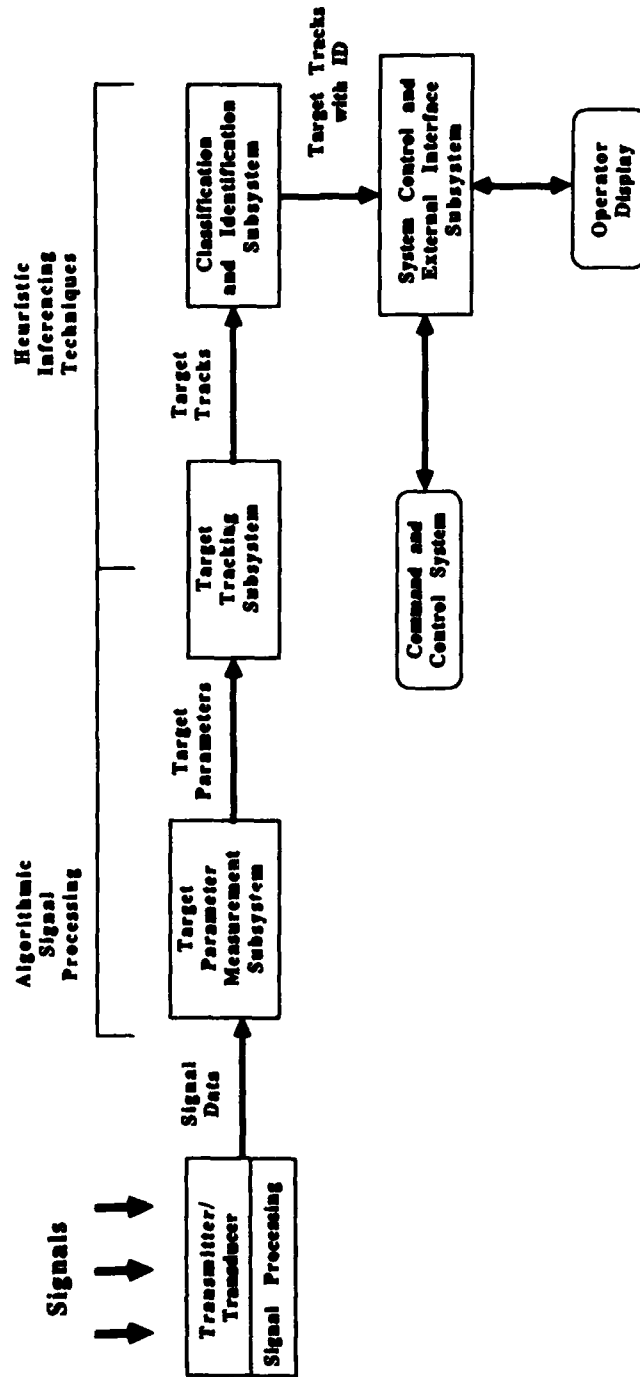 Algorithmic
Signal
Processing
Heuristic
Inferencing
Techniques
Signals
Transmitter/
Transducer
Signal Processing
Signal
Data
Target
Parameter
Measurement
Subsystem
Target
Parameters
Target
Tracking
Subsystem
Target
Tracks
Classification
and Identification
Subsystem
Target Tracks
with ID
System Control and
External Interface
Subsystem
Command and
Control System
Operator
Display